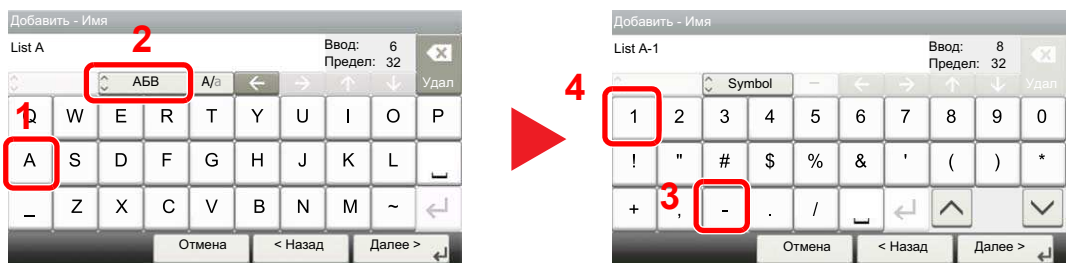 Добавить - Имя
2
List A
Ввод: 6
Предел: 32
АБВ
A/a
Удал
1
Q W E R T Y U I O P
A S D F G H J K L
_ Z X C V B N M ~
Отмена
< Назад
Далее >
Добавить - Имя
List A-1
Ввод: 8
Предел: 32
4
Symbol
Удал
1 2 3 4 5 6 7 8 9 0
! " # $ % & ' ( ) *
3
+ , - . /
Отмена
< Назад
Далее >